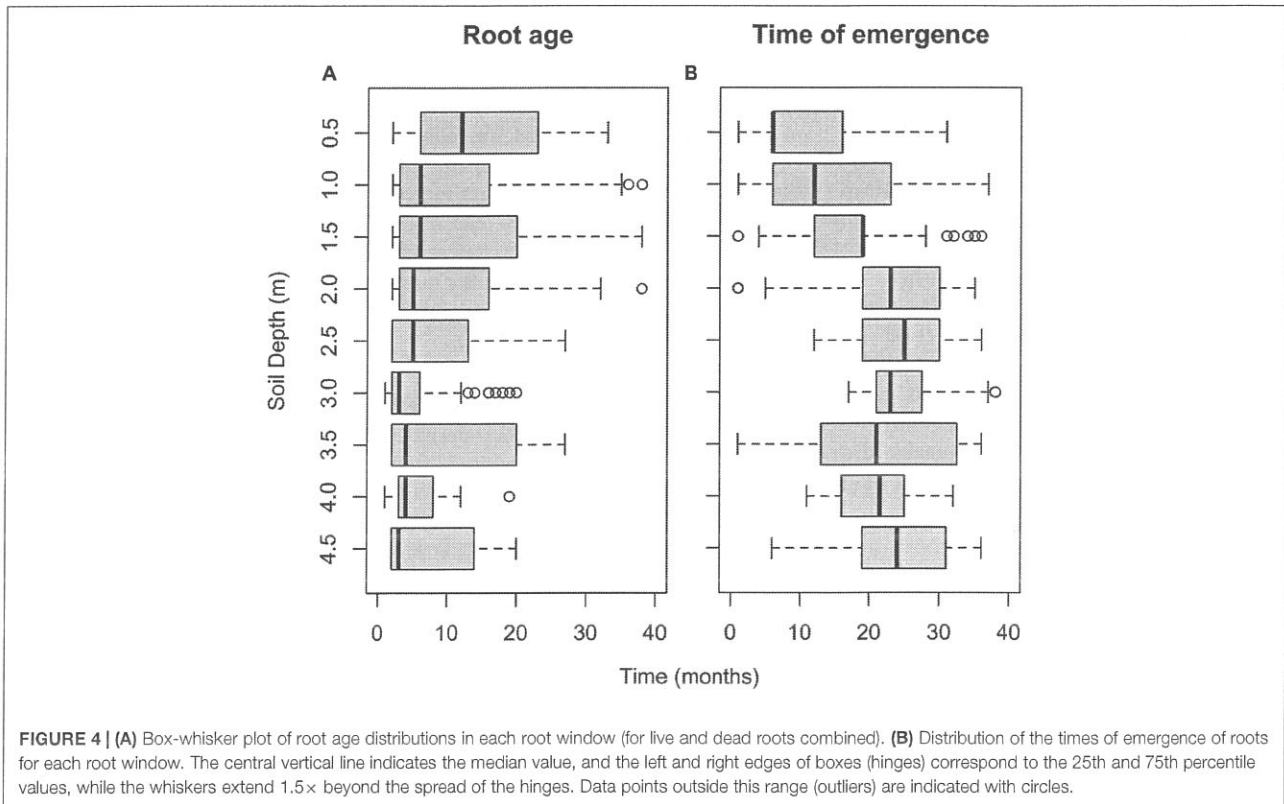 Root age
Time of emergence
A
B
Soil Depth (m)
0.5
1.0
1.5
2.0
2.5
3.0
3.5
4.0
4.5
0 10 20 30 40
0 10 20 30 40
Time (months)
FIGURE 4 | (A) Box-whisker plot of root age distributions in each root window (for live and dead roots combined). (B) Distribution of the times of emergence of roots
for each root window. The central vertical line indicates the median value, and the left and right edges of boxes (hinges) correspond to the 25th and 75th percentile
values, while the whiskers extend 1.5× beyond the spread of the hinges. Data points outside this range (outliers) are indicated with circles.